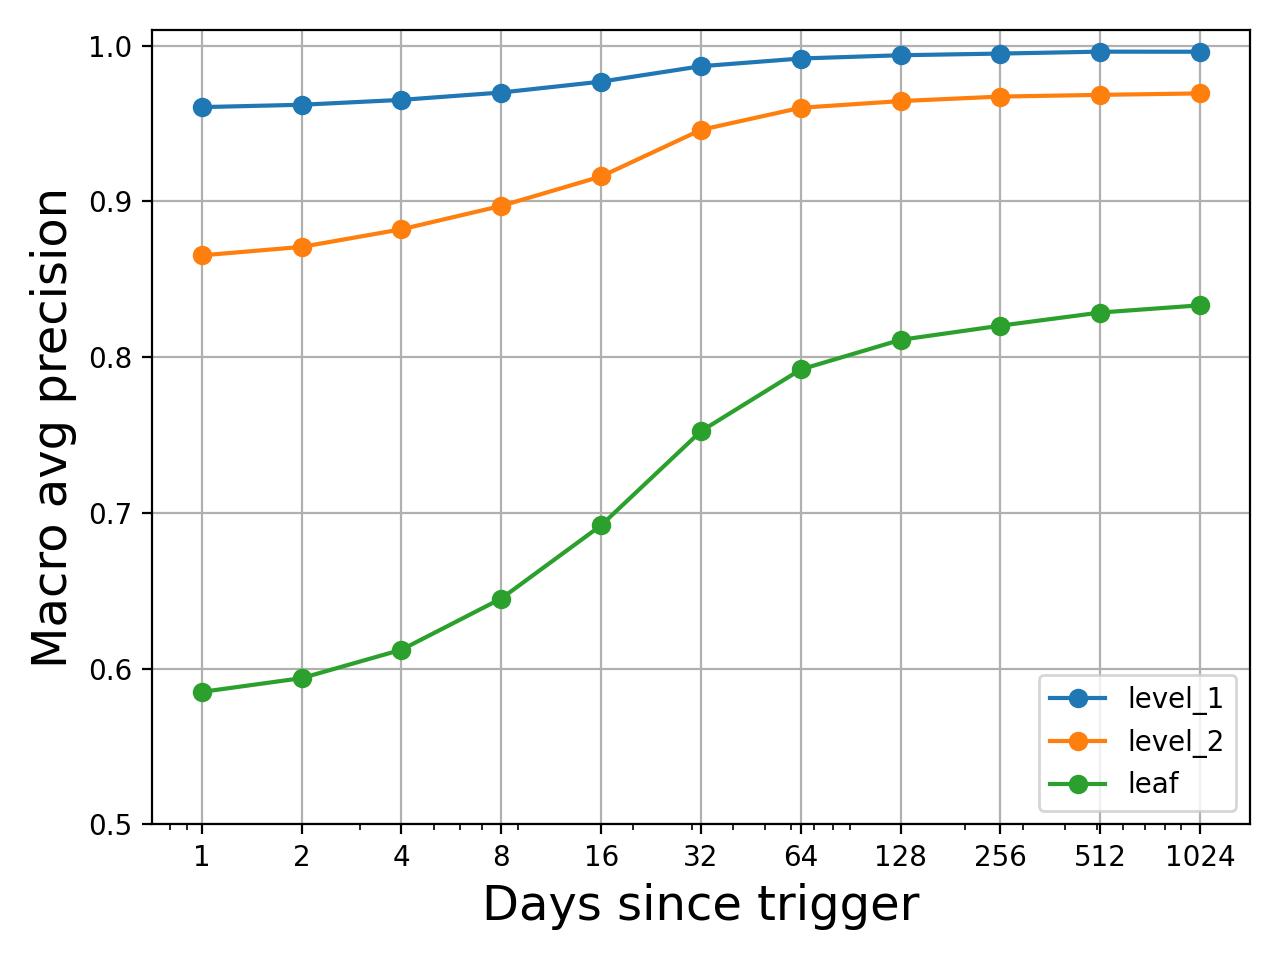 Macro avg precision
1.0
0.9
0.8
0.7
0.6
0.5
level_1
level_2
leaf
1 2 4 8 16 32 64 128 256 512 1024
Days since trigger